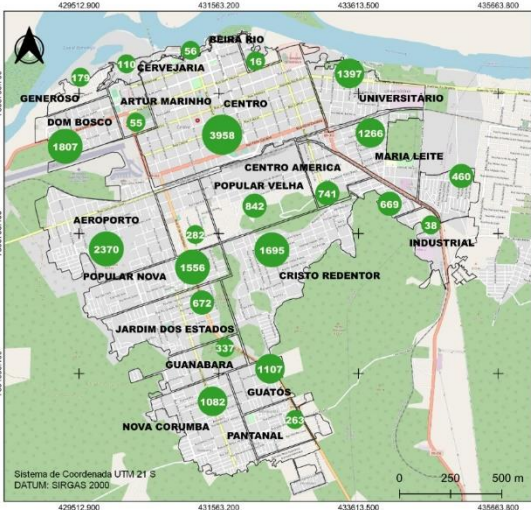 429512.900 431563.200 433613.500 435663.800
BEIRA RIO
56
110
16
CERVEJARIA
179
1397
GENEROSO
ARTUR MARINHO
CENTRO
UNIVERSITÁRIO
DOM BOSCO
55
3958
1266
1807
MARIA LEITE
CENTRO AMERICA
POPULAR VELHA
741
460
842
669
AEROPORTO
38
282
INDUSTRIAL
2370
1695
1556
POPULAR NOVA
CRISTO REDENTOR
672
JARDIM DOS ESTADOS
337
GUANABARA
1107
GUATÓS
1082
263
NOVA CORUMBA
PANTANAL
Sistema de Coordenada UTM 21 S
DATUM: SIRGAS 2000
0 250 500 m
429512.900 431563.200 433613.500 435663.800